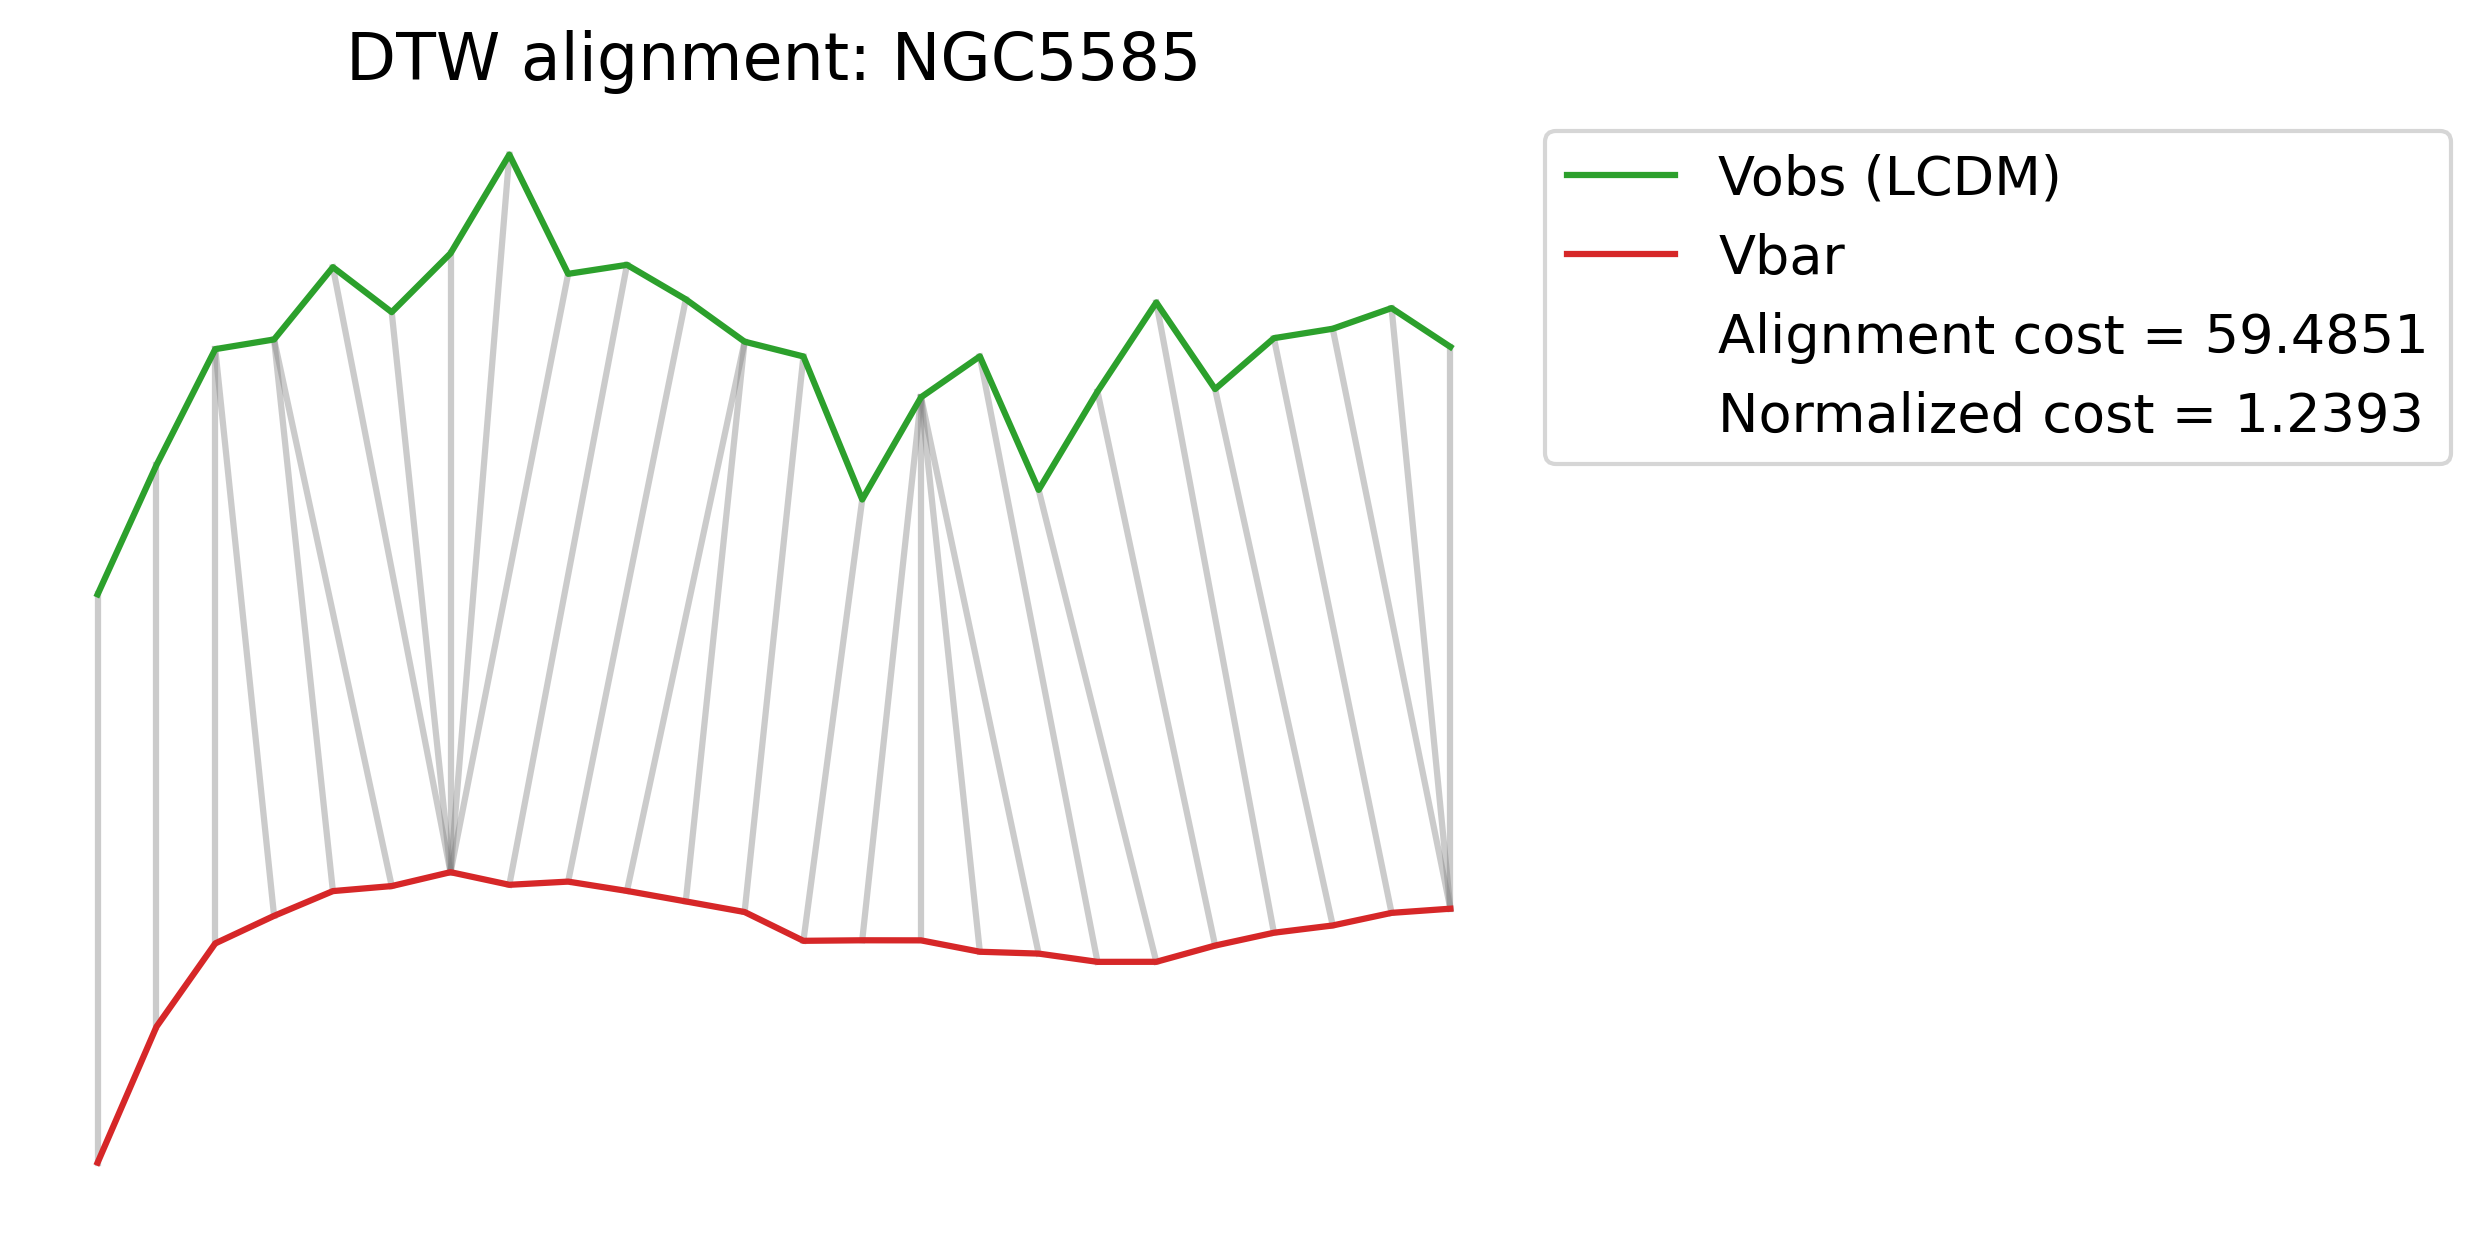 DTW alignment: NGC5585
Vobs (LCDM)
Vbar
Alignment cost = 59.4851
Normalized cost = 1.2393